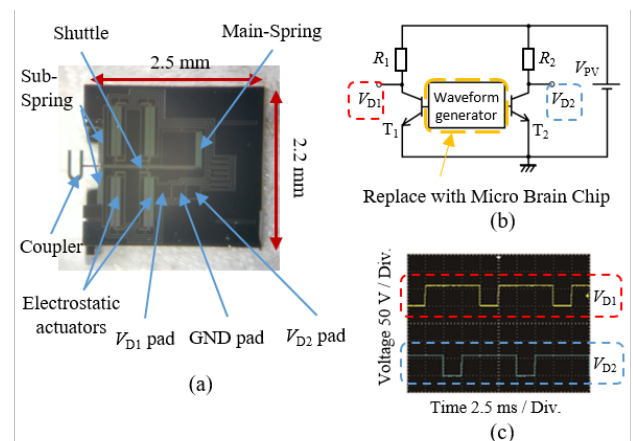 (a)
Shuttle
Main-Spring
2.5 mm
Sub-
Spring
2.2 mm
Coupler
Electrostatic
actuators
VD1 pad
GND pad
VD2 pad
(b)
R1
R2
VPV
VD1
Waveform
generator
VD2
T1
T2
Replace with Micro Brain Chip
(b)
Voltage 50 V / Div.
VD1
VD2
Time 2.5 ms / Div.
(a)
(c)